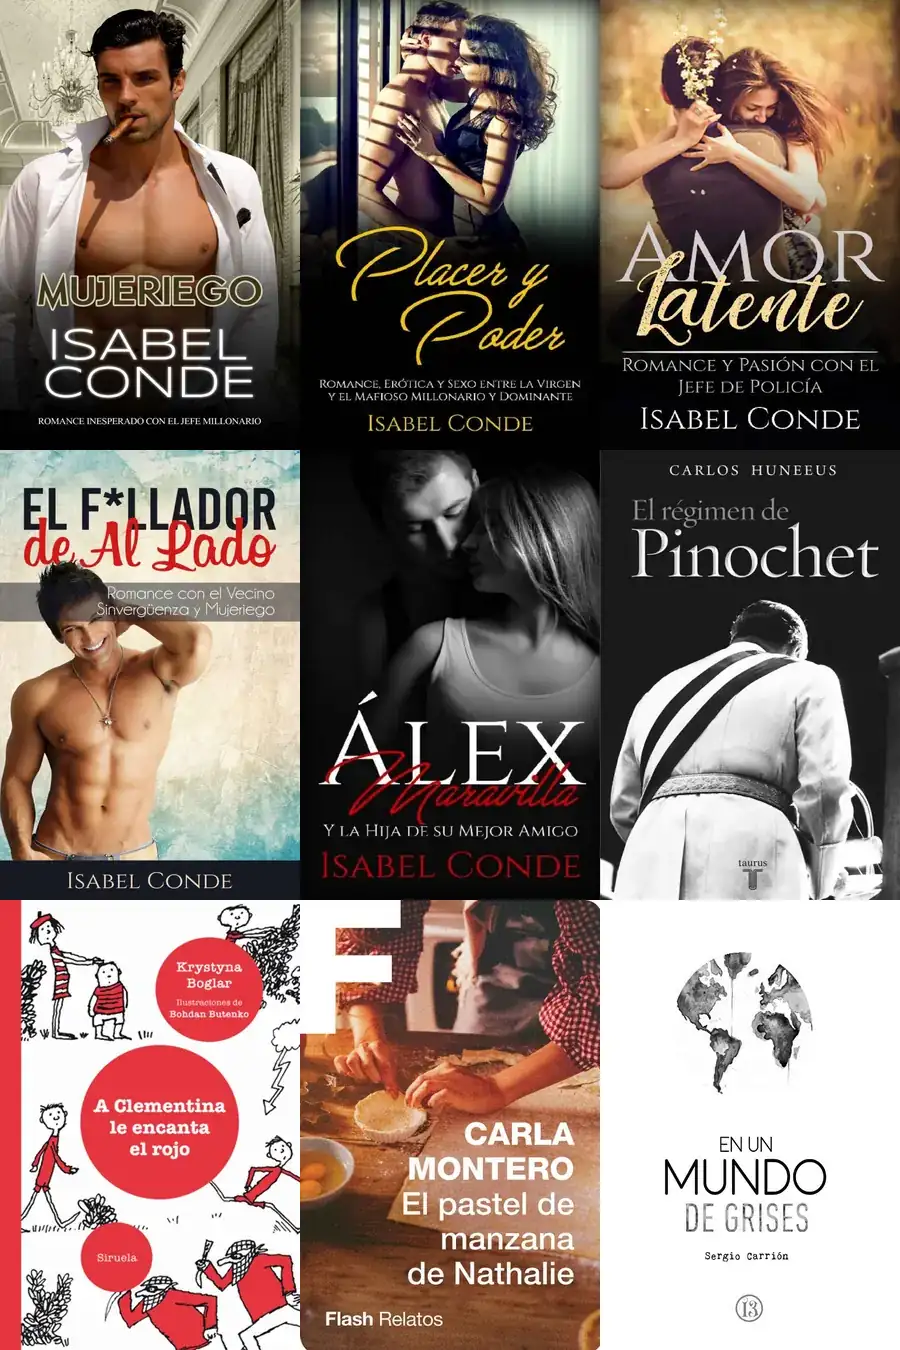 MUJERIEGO
ISABEL
CONDE
ROMANCE INESPERADO CON EL JEFE MILLONARIO
Placer y
Poder
Romance, Erótica y Sexo entre la Virgen
y el Mafioso Millonario y Dominante
Isabel Conde
Amor
Latente
Romance y Pasión con el
Jefe de Policía
Isabel Conde
EL F*LLADOR
de Al Lado
Romance con el Vecino
Sinvergüenza y Mujeriego
Isabel Conde
Álex
Maravilla
Y la Hija de su Mejor Amigo
Isabel Conde
CARLOS HUNEEUS
El régimen de
Pinochet
taurus
T
Krystyna
Boglar
Ilustraciones de
Bohdan Butenko
A Clementina
le encanta
el rojo
Siruela
F
CARLA
MONTERO
El pastel de
manzana
de Nathalie
Flash Relatos
EN UN
MUNDO
DE GRISES
Sergio Carrión
13